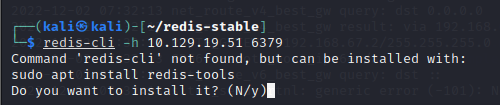 ┌──(kali㉿kali)-[~/redis-stable]
└─$ redis-cli -h 10.129.19.51 6379
Command 'redis-cli' not found, but can be installed with:
sudo apt install redis-tools
Do you want to install it? (N/y)